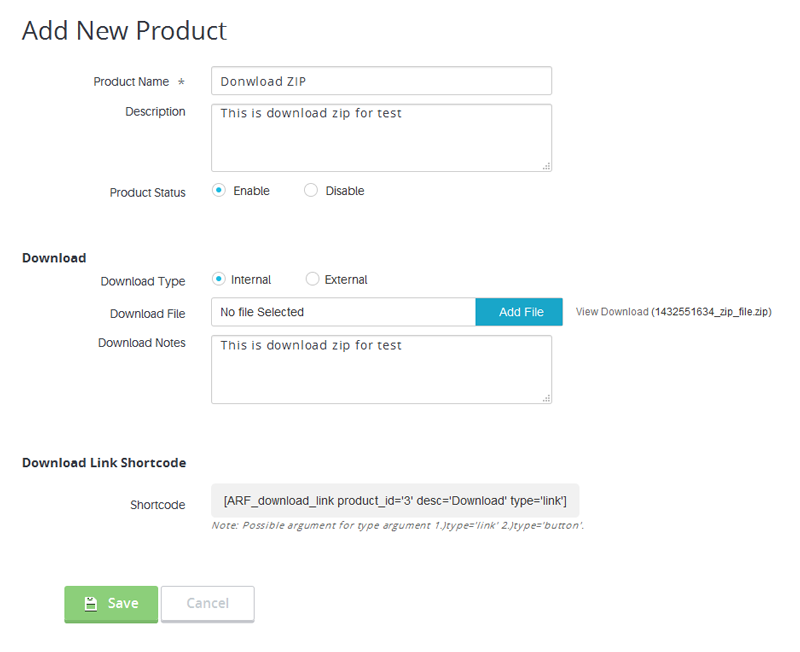 Add New Product
Product Name * Donwload ZIP
Description This is download zip for test
Product Status Enable Disable
Download
Download Type Internal External
Download File No file Selected Add File View Download (1432551634_zip_file.zip)
Download Notes This is download zip for test
Download Link Shortcode
Shortcode [ARF_download_link product_id='3' desc='Download' type='link']
Note: Possible argument for type argument 1.)type='link' 2.)type='button'.
Save Cancel